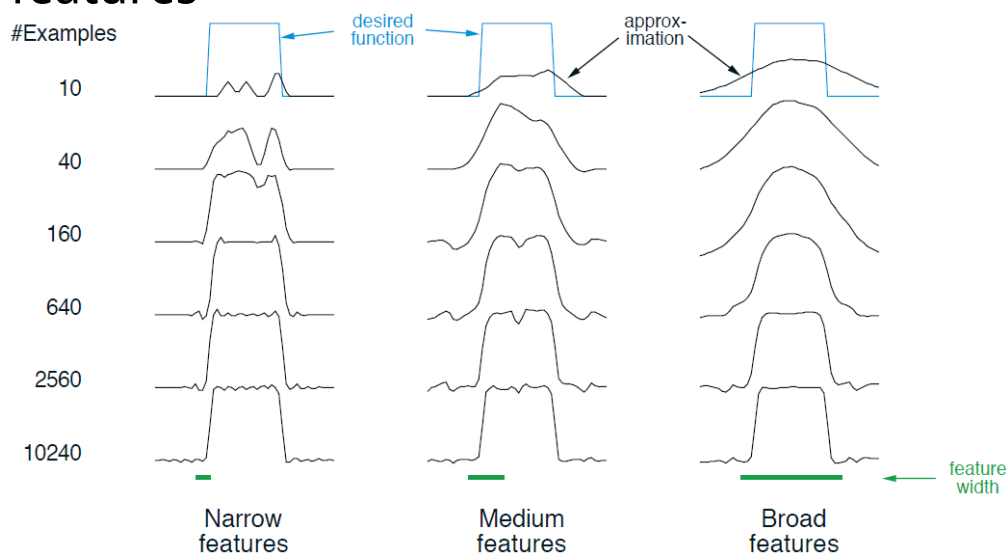 features
#Examples
desired
function
approx-
imation
10
40
160
640
2560
10240
feature
width
Narrow
features
Medium
features
Broad
features